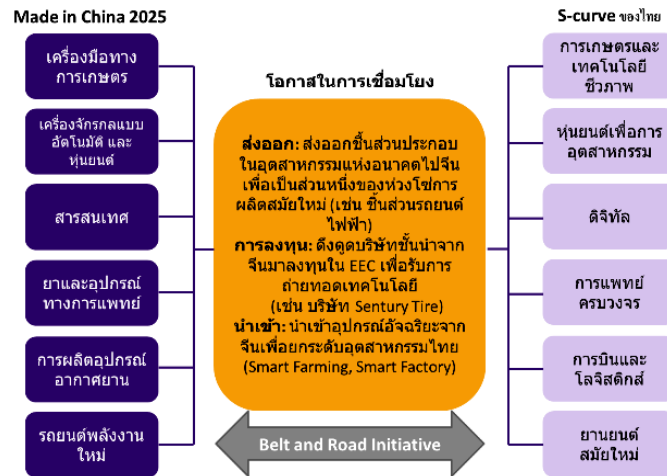 Made in China 2025
เครื่องมือทาง
การเกษตร
เครื่องจักรกลแบบ
อัตโนมัติ และ
หุ่นยนต์
สารสนเทศ
ยาและอุปกรณ์
ทางการแพทย์
การผลิตอุปกรณ์
อากาศยาน
รถยนต์พลังงาน
ใหม่
โอกาสในการเชื่อมโยง
ส่งออก: ส่งออกชิ้นส่วนประกอบ
ในอุตสาหกรรมแห่งอนาคตไปจีน
เพื่อเป็นส่วนหนึ่งของห่วงโซ่การ
ผลิตสมัยใหม่ (เช่น ชิ้นส่วนรถยนต์
ไฟฟ้า)
การลงทุน: ดึงดูดบริษัทชั้นนำจาก
จีนมาลงทุนใน EEC เพื่อรับการ
ถ่ายทอดเทคโนโลยี
(เช่น บริษัท Sentury Tire)
นำเข้า: นำเข้าอุปกรณ์อัจฉริยะจาก
จีนเพื่อยกระดับอุตสาหกรรมไทย
(Smart Farming, Smart Factory)
Belt and Road Initiative
S-curve ของไทย
การเกษตรและ
เทคโนโลยี
ชีวภาพ
หุ่นยนต์เพื่อการ
อุตสาหกรรม
ดิจิทัล
การแพทย์
ครบวงจร
การบินและ
โลจิสติกส์
ยานยนต์
สมัยใหม่